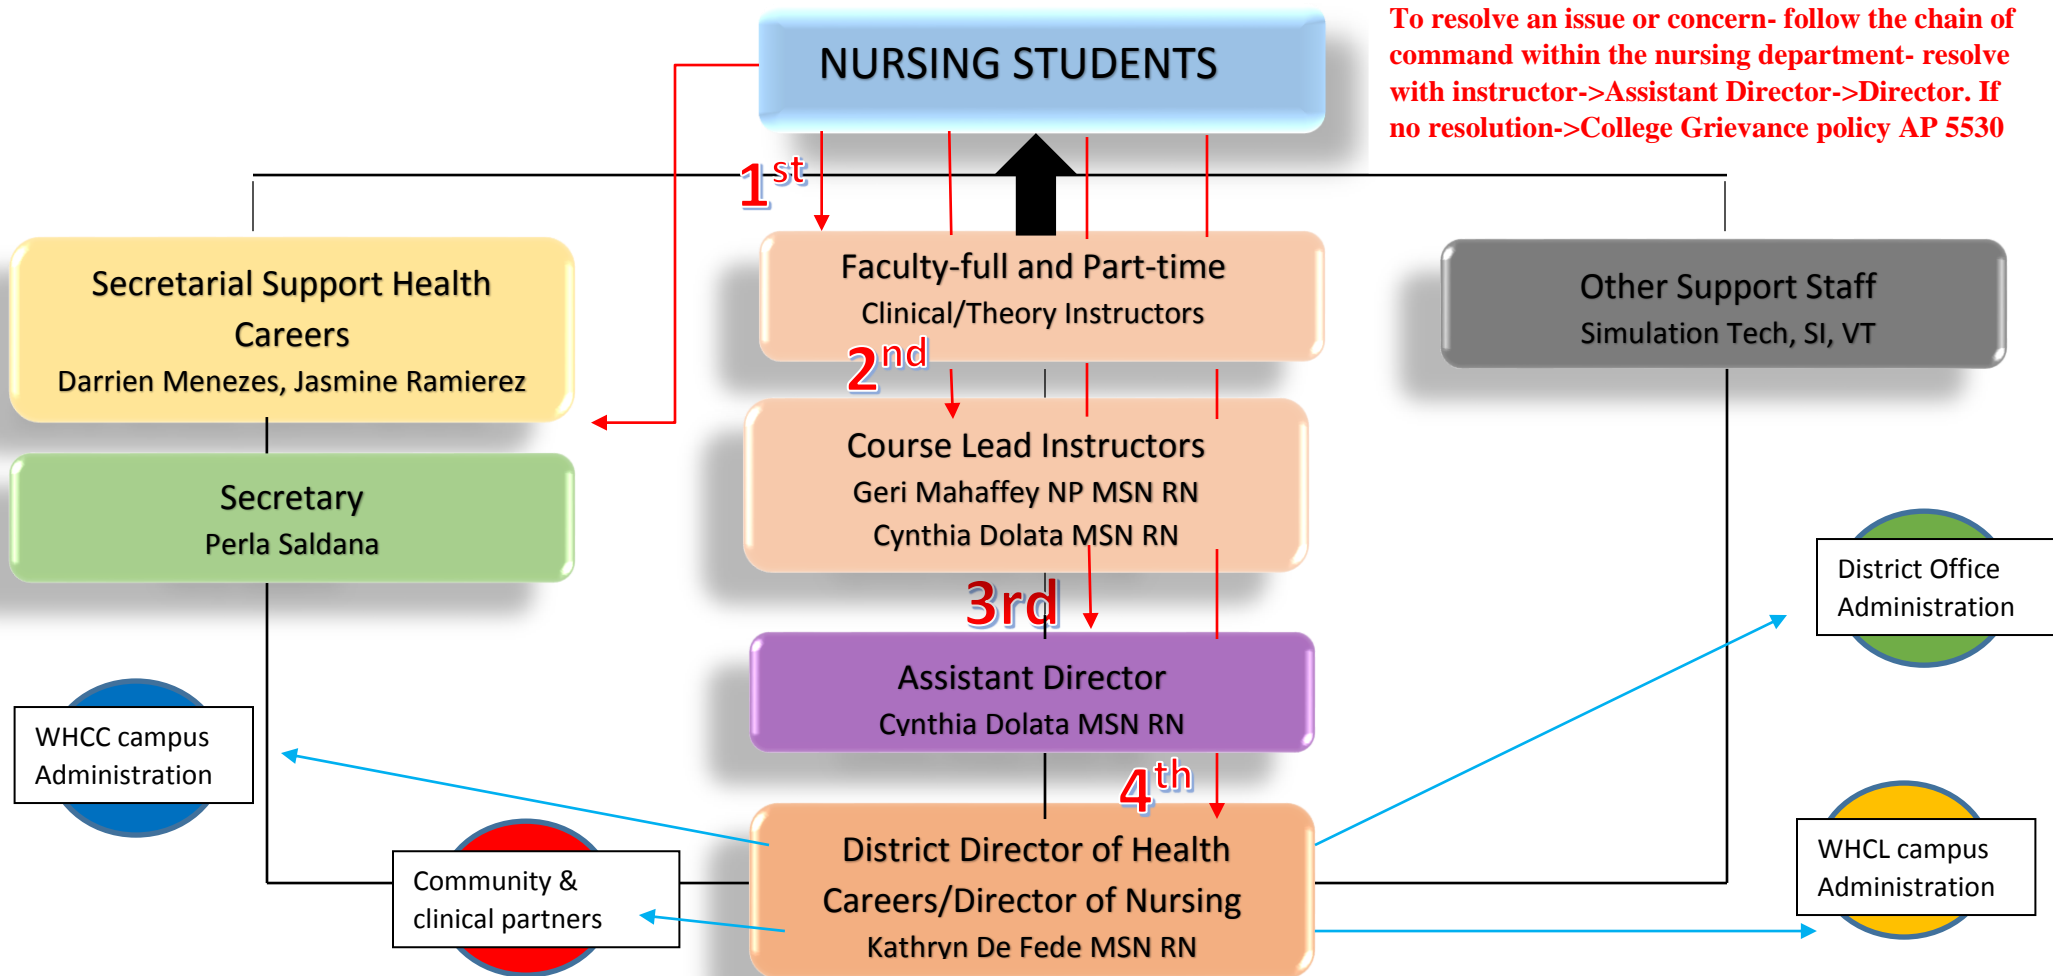 To resolve an issue or concern- follow the chain of
command within the nursing department- resolve
with instructor->Assistant Director->Director. If
no resolution->College Grievance policy AP 5530
NURSING STUDENTS
1st
Secretarial Support Health
Careers
Darrien Menezes, Jasmine Ramierez
Faculty-full and Part-time
Clinical/Theory Instructors
Other Support Staff
Simulation Tech, SI, VT
2nd
Course Lead Instructors
Geri Mahaffey NP MSN RN
Cynthia Dolata MSN RN
Secretary
Perla Saldana
District Office
Administration
3rd
Assistant Director
Cynthia Dolata MSN RN
WHCC campus
Administration
4th
District Director of Health
Careers/Director of Nursing
Kathryn De Fede MSN RN
Community &
clinical partners
WHCL campus
Administration